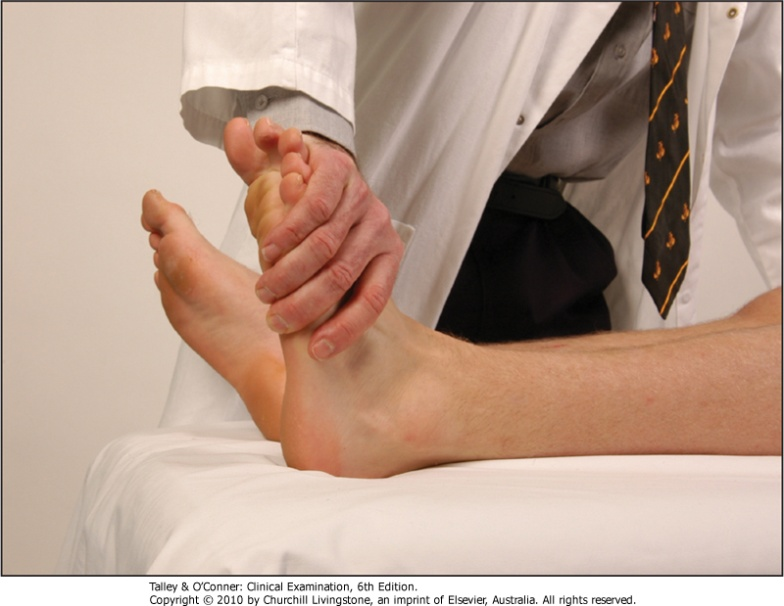 Talley & O'Conner: Clinical Examination, 6th Edition.
Copyright © 2010 by Churchill Livingstone, an imprint of Elsevier, Australia. All rights reserved.